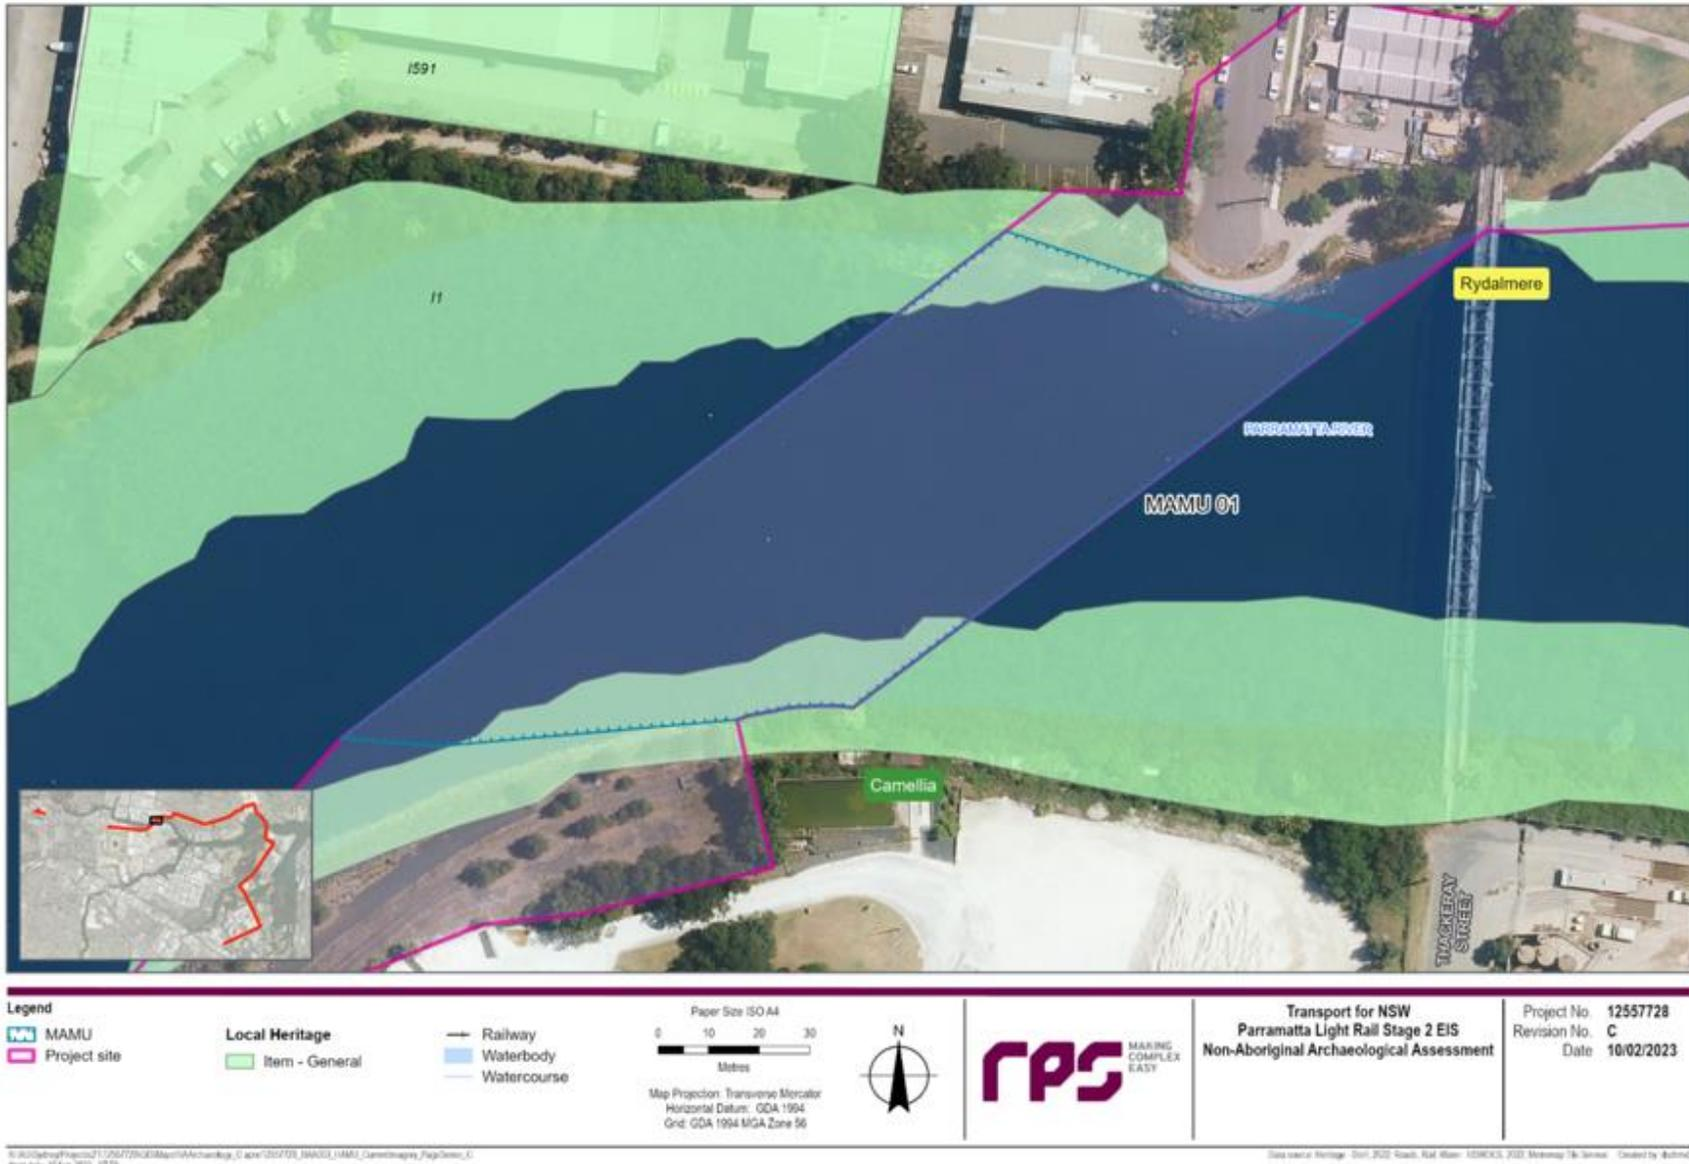 I591
I1
Rydalmere
PARRAMATTA RIVER
MAMU 01
Camellia
THACKERAY
STREET
Legend
MAMU
Project site
Local Heritage
Item - General
Railway
Waterbody
Watercourse
Paper Size ISO A4
0 10 20 30
Metres
Map Projection: Transverse Mercator
Horizontal Datum: GDA 1994
Grid: GDA 1994 MGA Zone 56
N
rps
MAKING
COMPLEX
EASY
Transport for NSW
Parramatta Light Rail Stage 2 EIS
Non-Aboriginal Archaeological Assessment
Project No. 12557728
Revision No. C
Date 10/02/2023